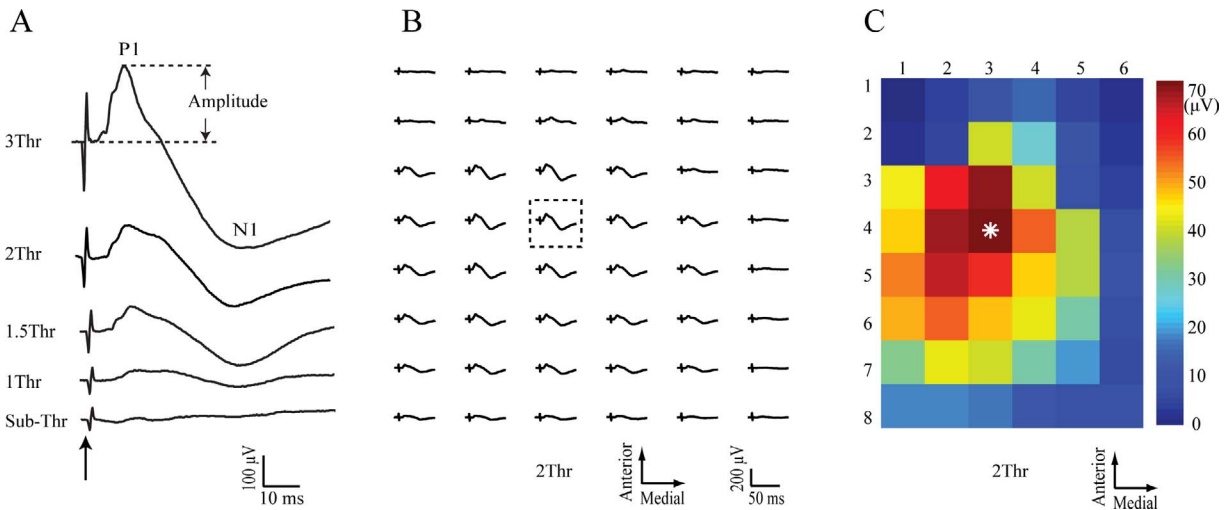 A
P1
Amplitude
3Thr
N1
2Thr
1.5Thr
1Thr
Sub-Thr
100 μV
10 ms
B
2Thr
Anterior
Medial
200 μV
50 ms
C
1 2 3 4 5 6
1
2
3
4
5
6
7
8
70
(μV)
60
50
40
30
20
10
0
2Thr
Anterior
Medial